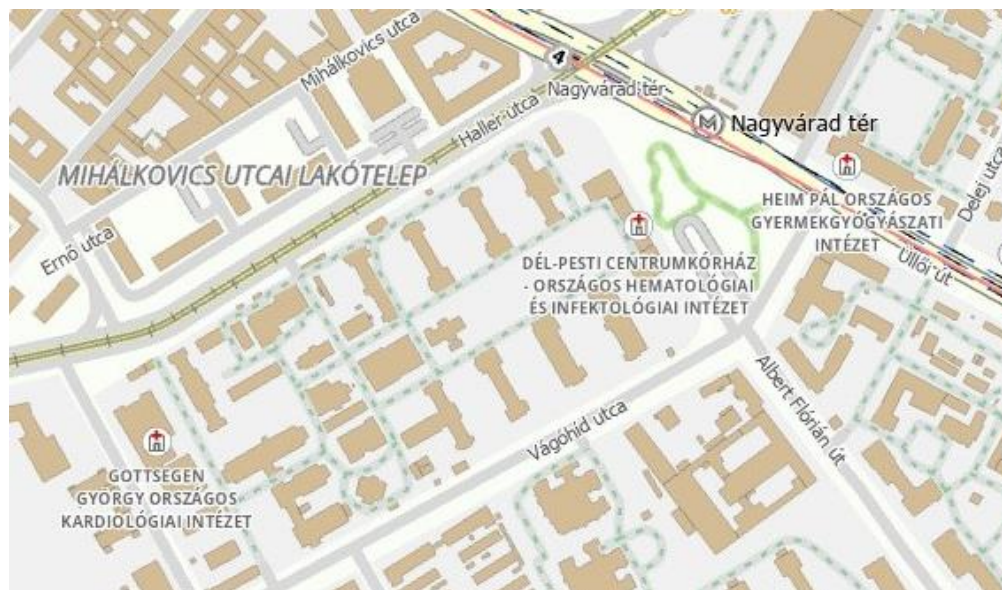 Mihálkovics utca
4
Nagyvárad tér
Haller utca
M Nagyvárad tér
MIHÁLKOVICS UTCAI LAKÓTELEP
Delej utca
HEIM PÁL ORSZÁGOS
GYERMEKGYÓGYÁSZATI
INTÉZET
Ernő utca
Üllői út
DÉL-PESTI CENTRUMKÓRHÁZ
- ORSZÁGOS HEMATOLÓGIAI
ÉS INFEKTOLÓGIAI INTÉZET
Albert Flórián út
Vágóhíd utca
GOTTSEGEN
GYÖRGY ORSZÁGOS
KARDIOLÓGIAI INTÉZET